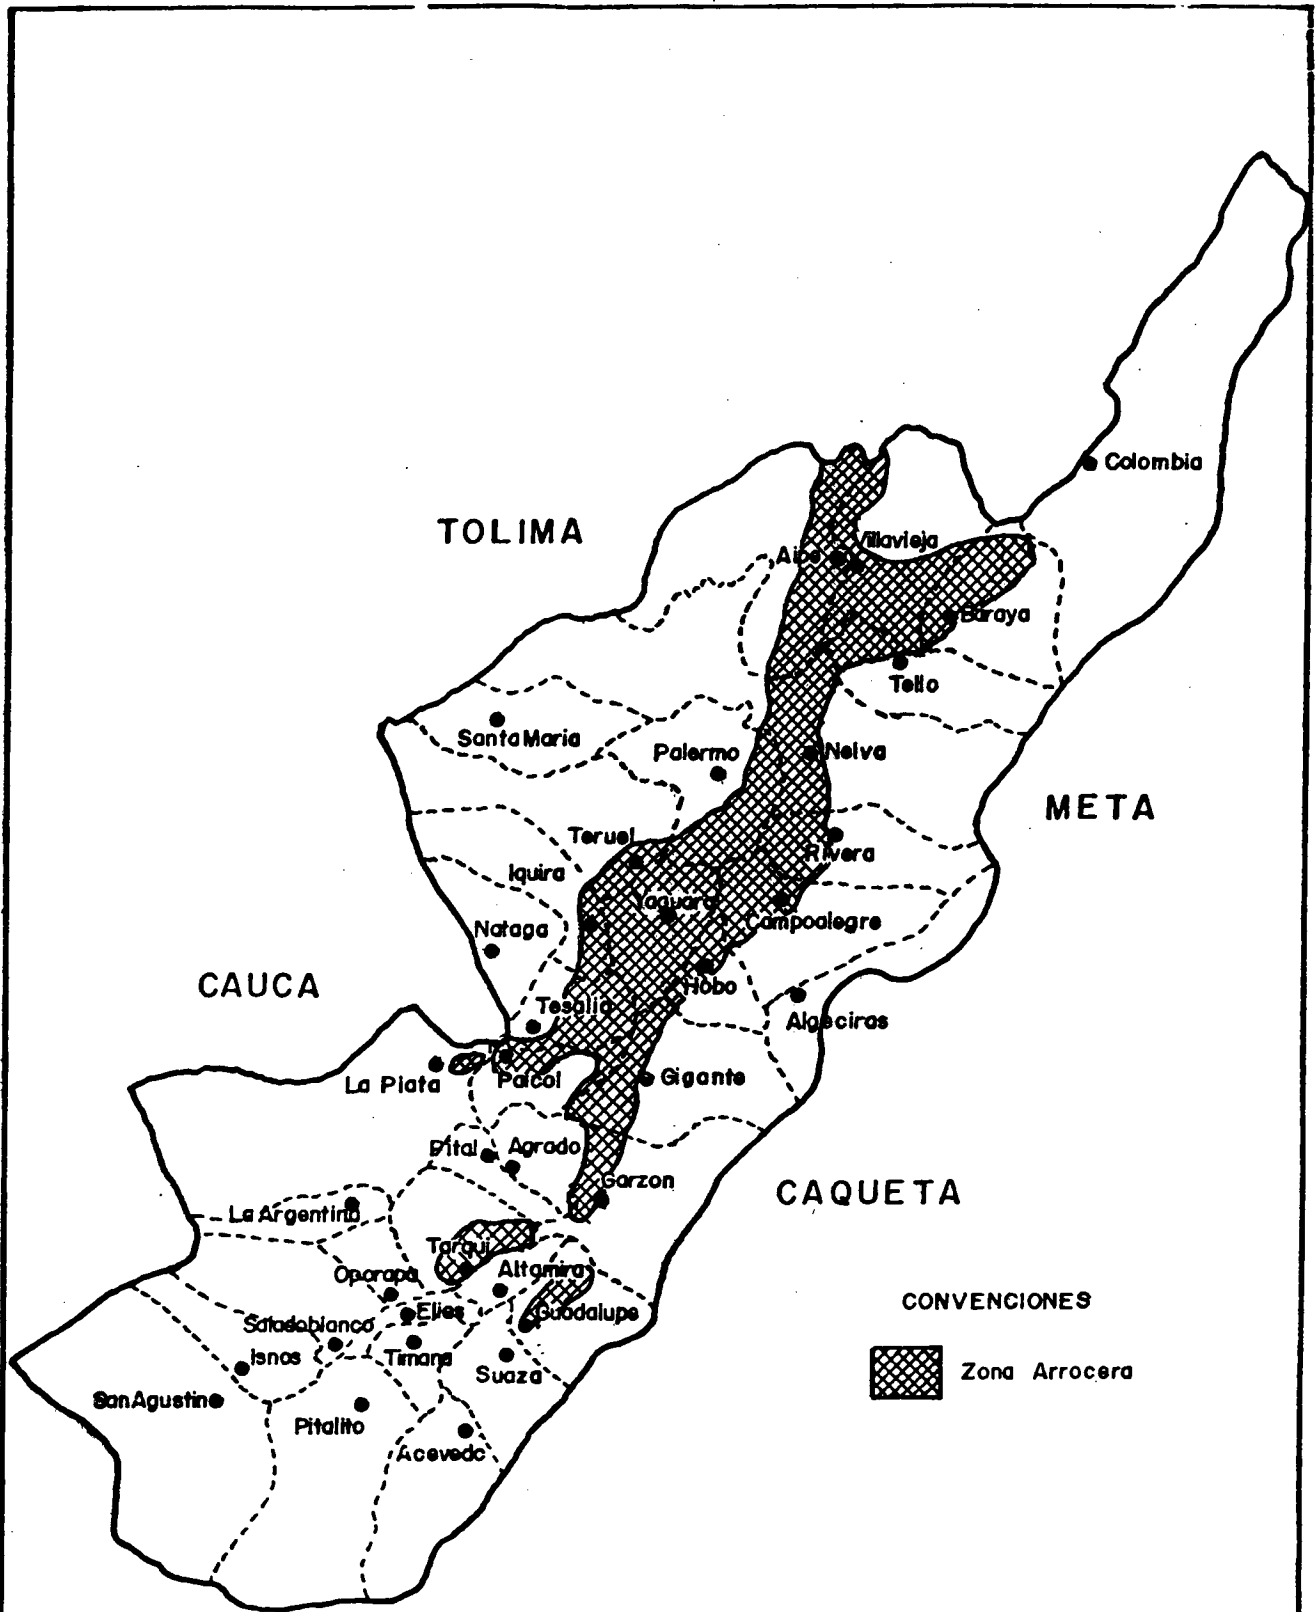 Colombia
TOLIMA
Villavieja
Aipe
Baraya
Tello
Santa Maria
Palermo
Neiva
META
Teruel
Rivera
Iquira
Yaguara
Campoalegre
Nataga
CAUCA
Hobo
Tesalia
Algeciras
La Plata
Paicol
Gigante
Pital
Agrado
Garzon
CAQUETA
La Argentina
Tarqui
Oporapa
Altamira
CONVENCIONES
Elias
Guadalupe
Saladoblanco
Isnos
Timana
Suaza
Zona Arrocera
San Agustin
Pitalito
Acevedo